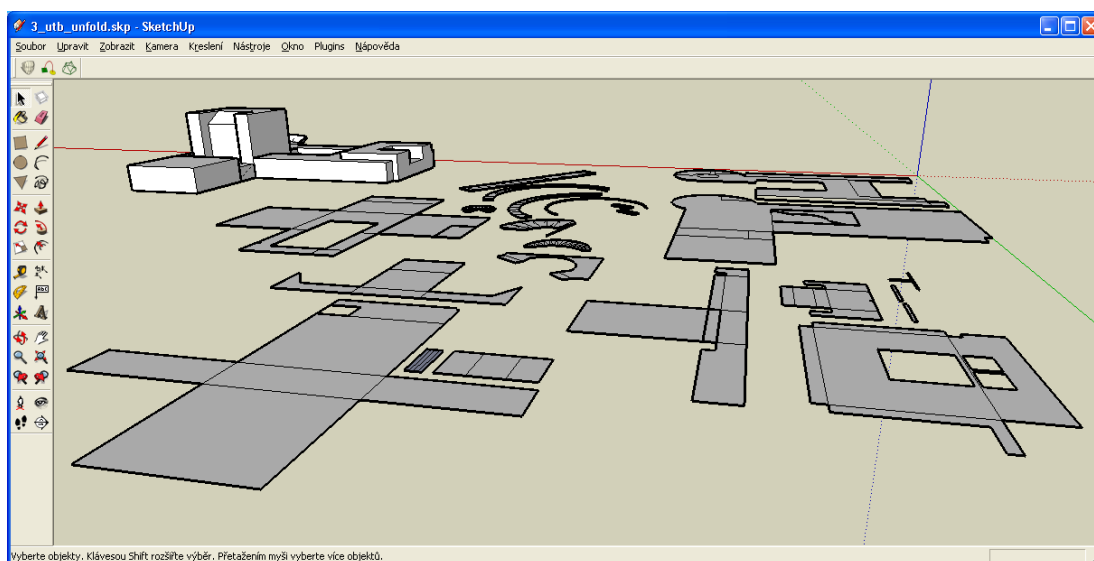 3_utb_unfold.skp - SketchUp
Soubor Upravit Zobrazit Kamera Kreslení Nástroje Okno Plugins Nápověda
Vyberte objekty. Klávesou Shift rozšiřte výběr. Přetažením myši vyberte více objektů.